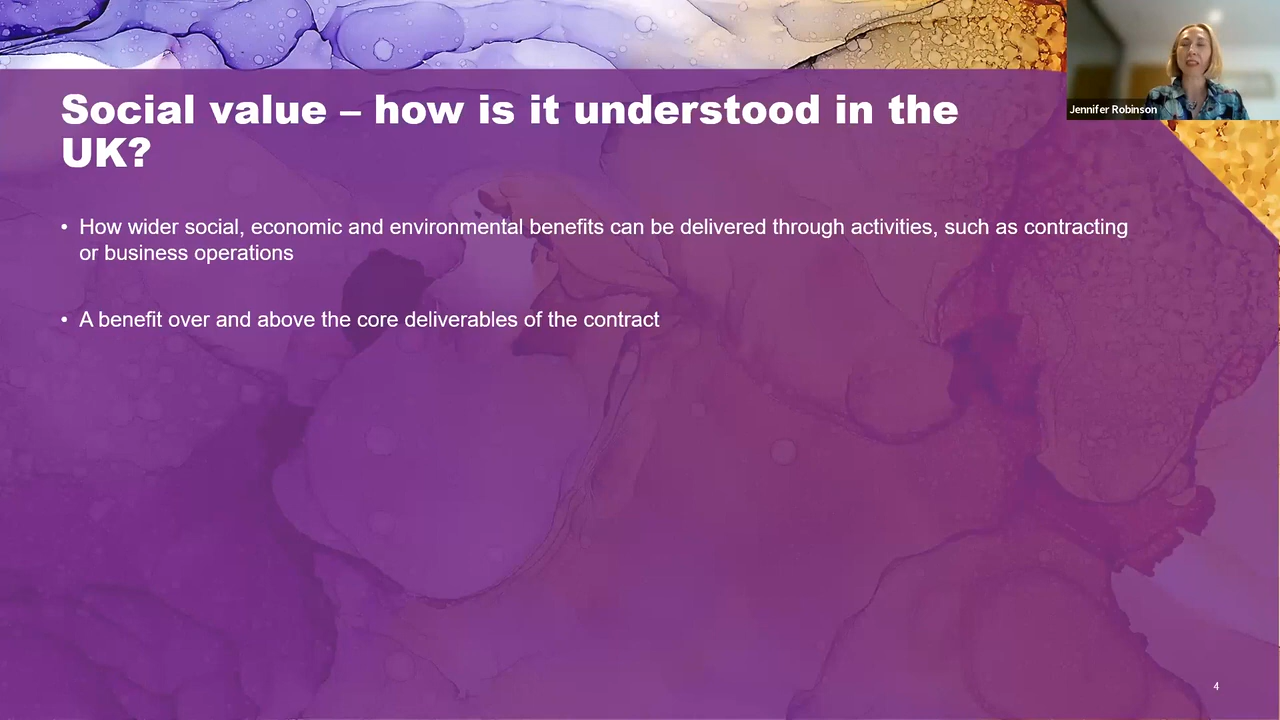 Social value – how is it understood in the
UK?
Jennifer Robinson
• How wider social, economic and environmental benefits can be delivered through activities, such as contracting
or business operations
• A benefit over and above the core deliverables of the contract
4